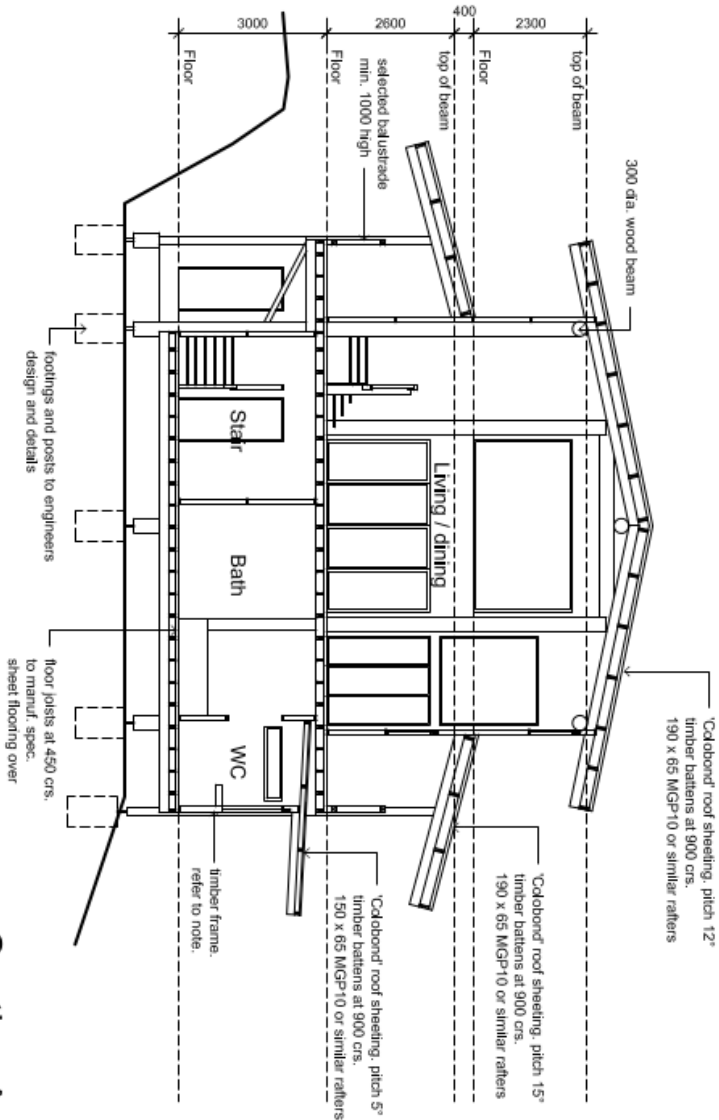 3000
2600
400
2300
Floor
Floor
top of beam
Floor
top of beam
selected balustrade
min. 1000 high
300 dia. wood beam
'Colobond' roof sheeting. pitch 12°
timber battens at 900 crs.
190 x 65 MGP10 or similar rafters
'Colobond' roof sheeting. pitch 15°
timber battens at 900 crs.
190 x 65 MGP10 or similar rafters
'Colobond' roof sheeting. pitch 5°
timber battens at 900 crs.
150 x 65 MGP10 or similar rafters
Living / dining
Stair
Bath
WC
timber frame.
refer to note.
footings and posts to engineers
design and details
floor joists at 450 crs.
to manuf. spec.
sheet flooring over